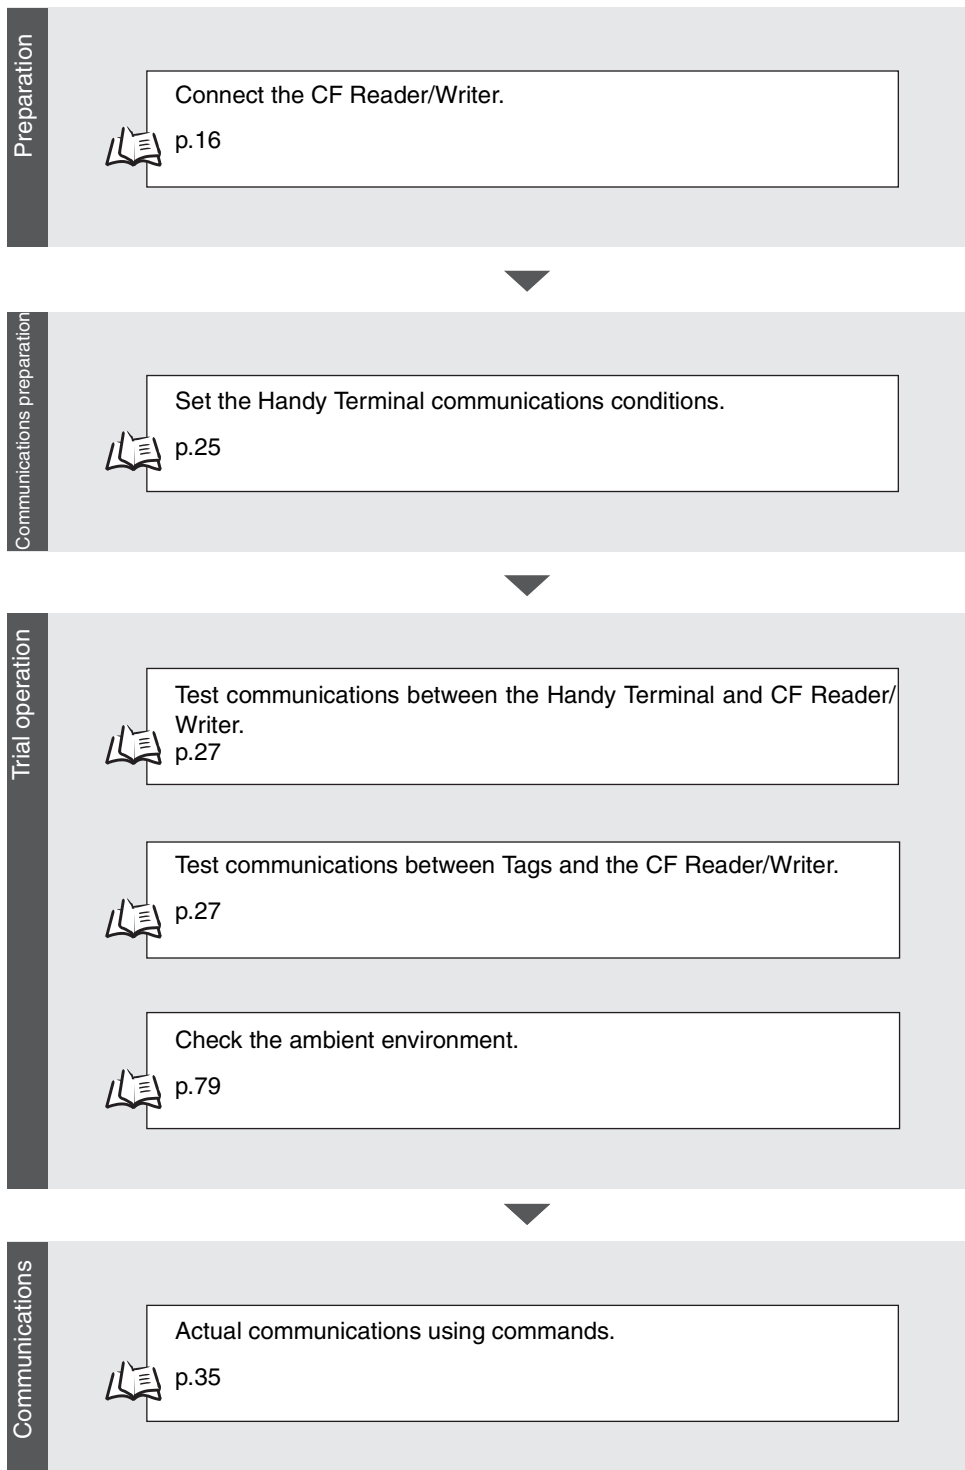 Preparation
Connect the CF Reader/Writer.
p.16
Communications preparation
Set the Handy Terminal communications conditions.
p.25
Trial operation
Test communications between the Handy Terminal and CF Reader/
Writer.
p.27
Test communications between Tags and the CF Reader/Writer.
p.27
Check the ambient environment.
p.79
Communications
Actual communications using commands.
p.35